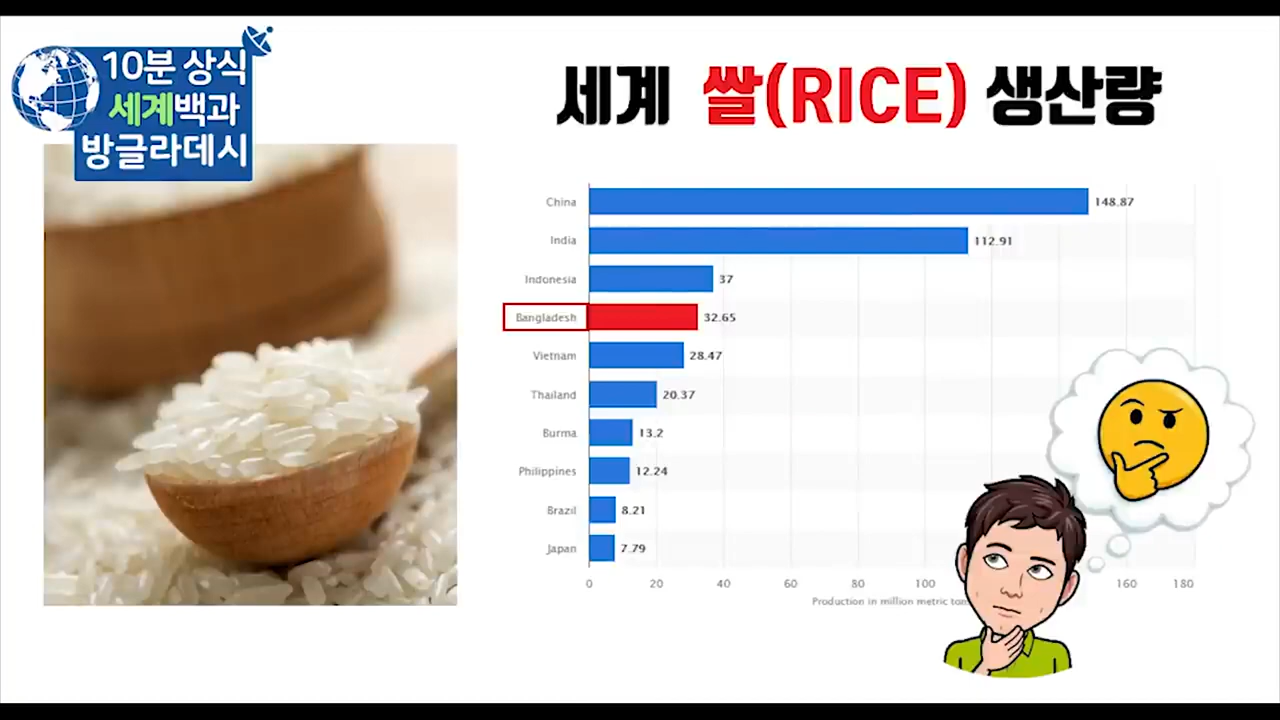 10분 상식
세계백과
방글라데시
세계 쌀(RICE) 생산량
China 148.87
India 112.91
Indonesia 37
Bangladesh 32.65
Vietnam 28.47
Thailand 20.37
Burma 13.2
Philippines 12.24
Brazil 8.21
Japan 7.79
0 20 40 60 80 100 160 180
Production in million metric